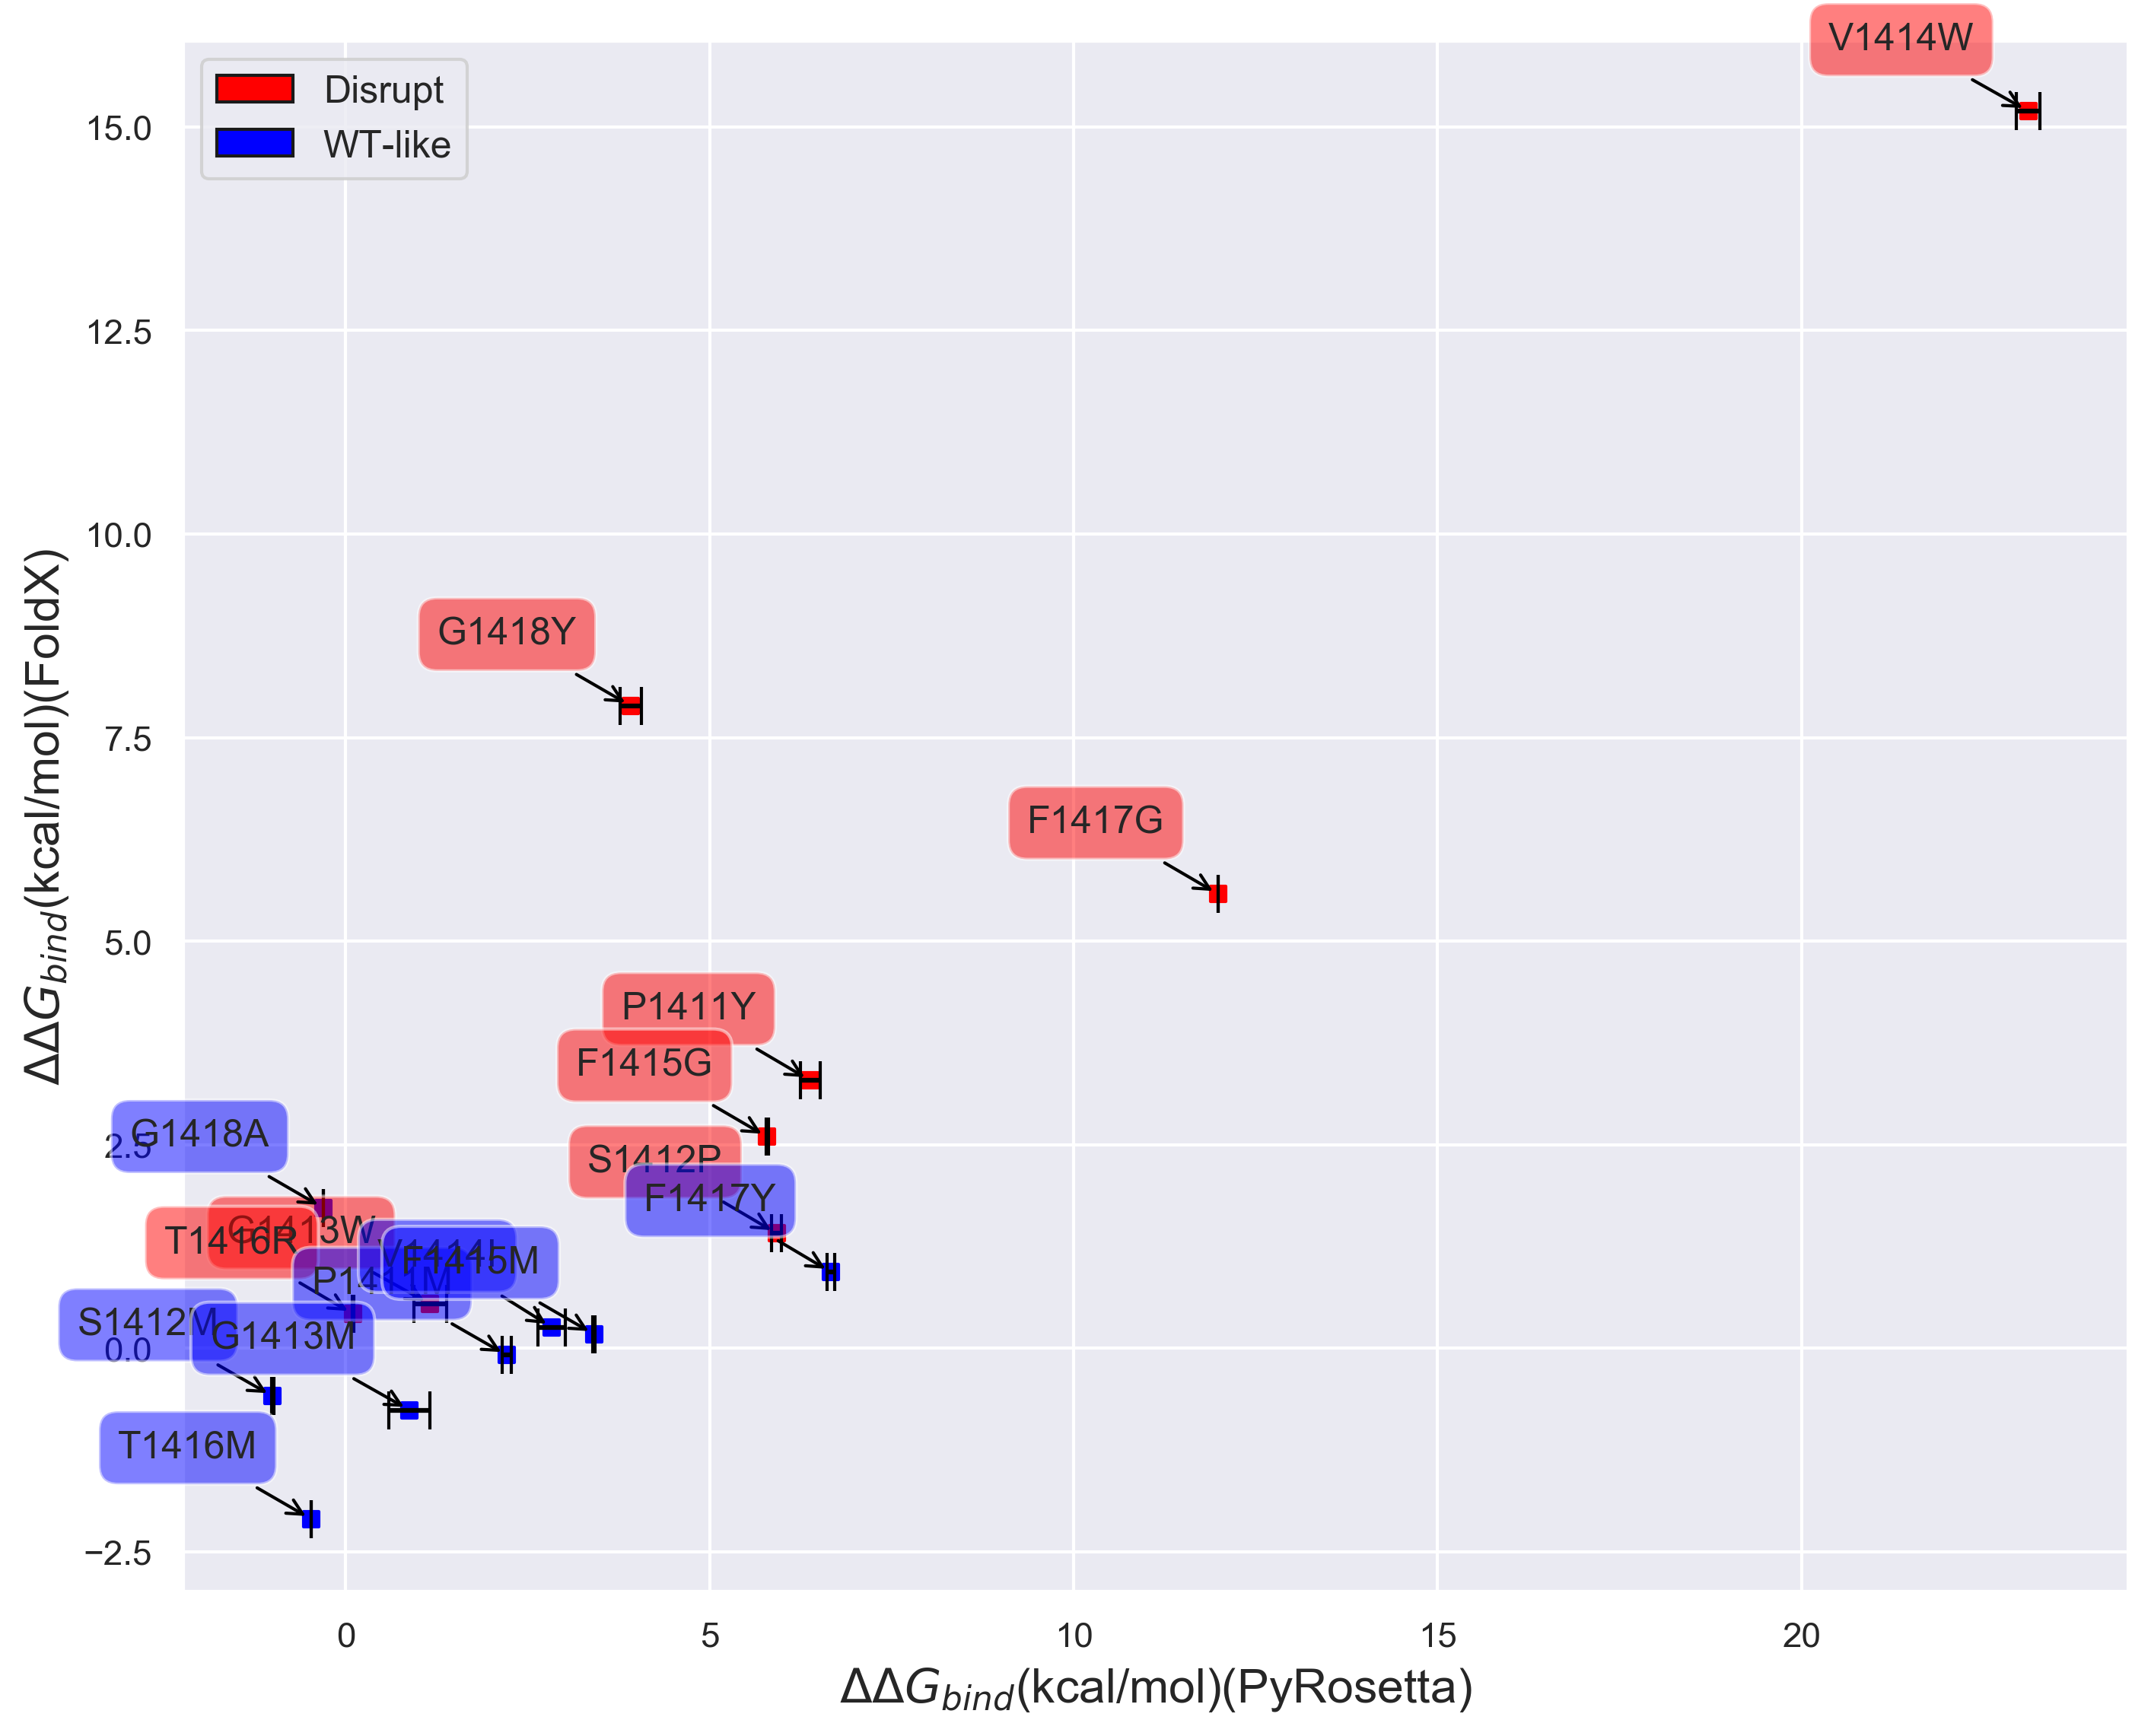 V1414W
Disrupt
WT-like
15.0
12.5
10.0
7.5
5.0
2.5
0.0
−2.5
G1418Y
F1417G
P1411Y
F1415G
G1418A
S1412P
F1417Y
G1413W
T1416R
F1415M
P1411M
S1412M
G1413M
T1416M
0
5
10
15
20
ΔΔG_bind(kcal/mol)(FoldX)
ΔΔG_bind(kcal/mol)(PyRosetta)